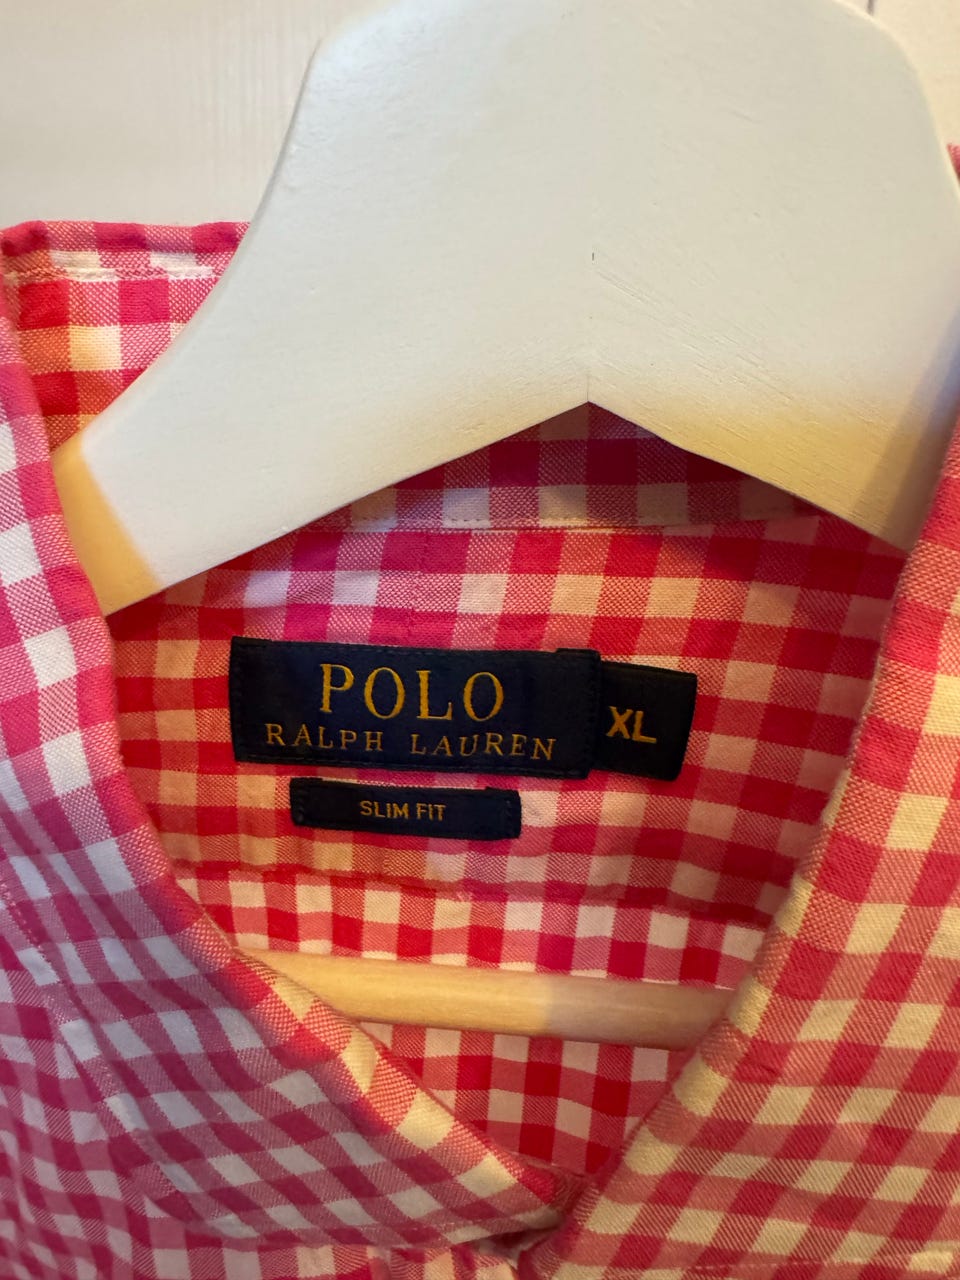 POLO
RALPH LAUREN
XL
SLIM FIT